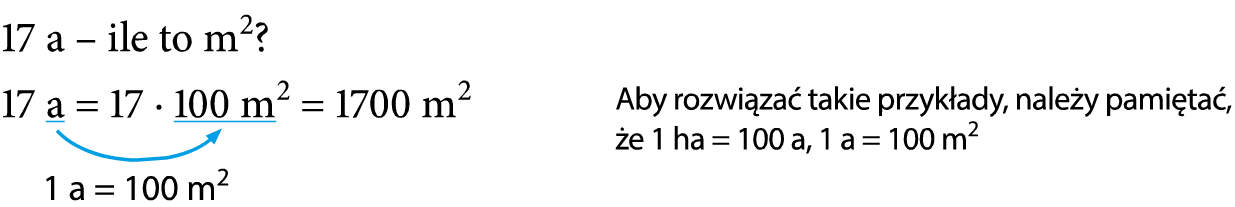 17 a – ile to m²?
17 a = 17 · 100 m² = 1700 m²
1 a = 100 m²
Aby rozwiązać takie przykłady, należy pamiętać,
że 1 ha = 100 a, 1 a = 100 m²